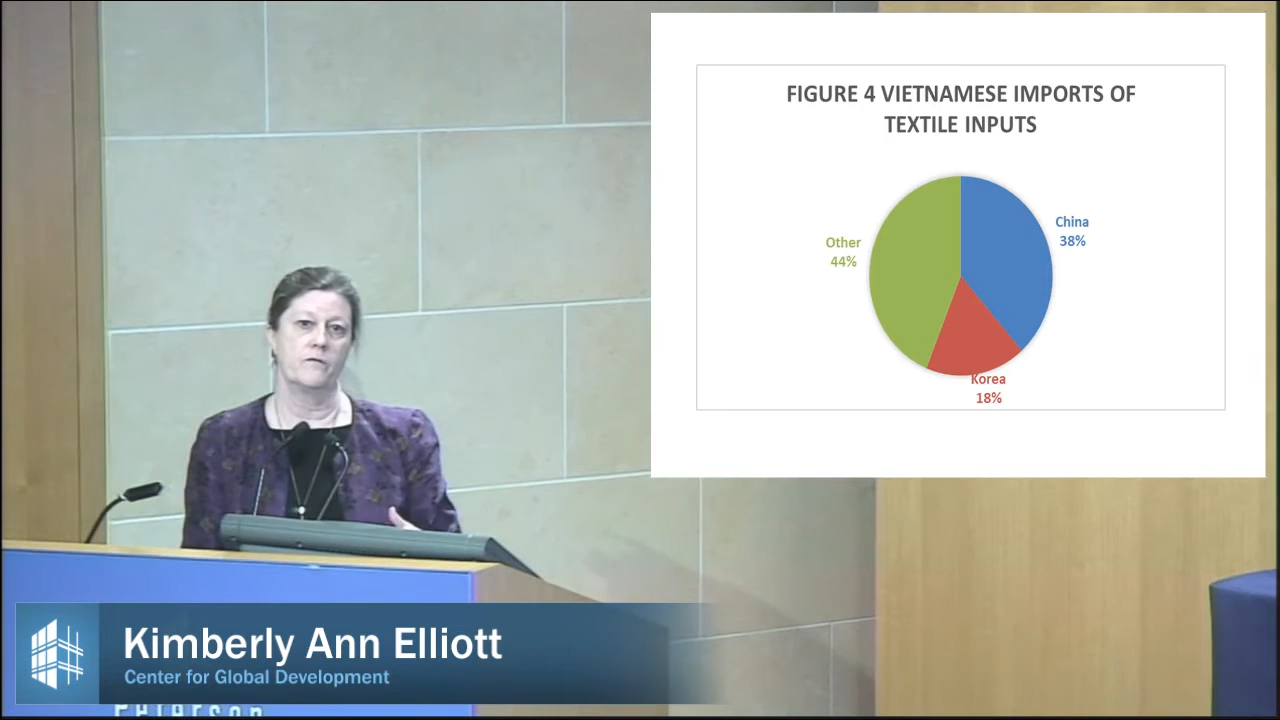 FIGURE 4 VIETNAMESE IMPORTS OF
TEXTILE INPUTS
China
38%
Other
44%
Korea
18%
Kimberly Ann Elliott
Center for Global Development
Peterson